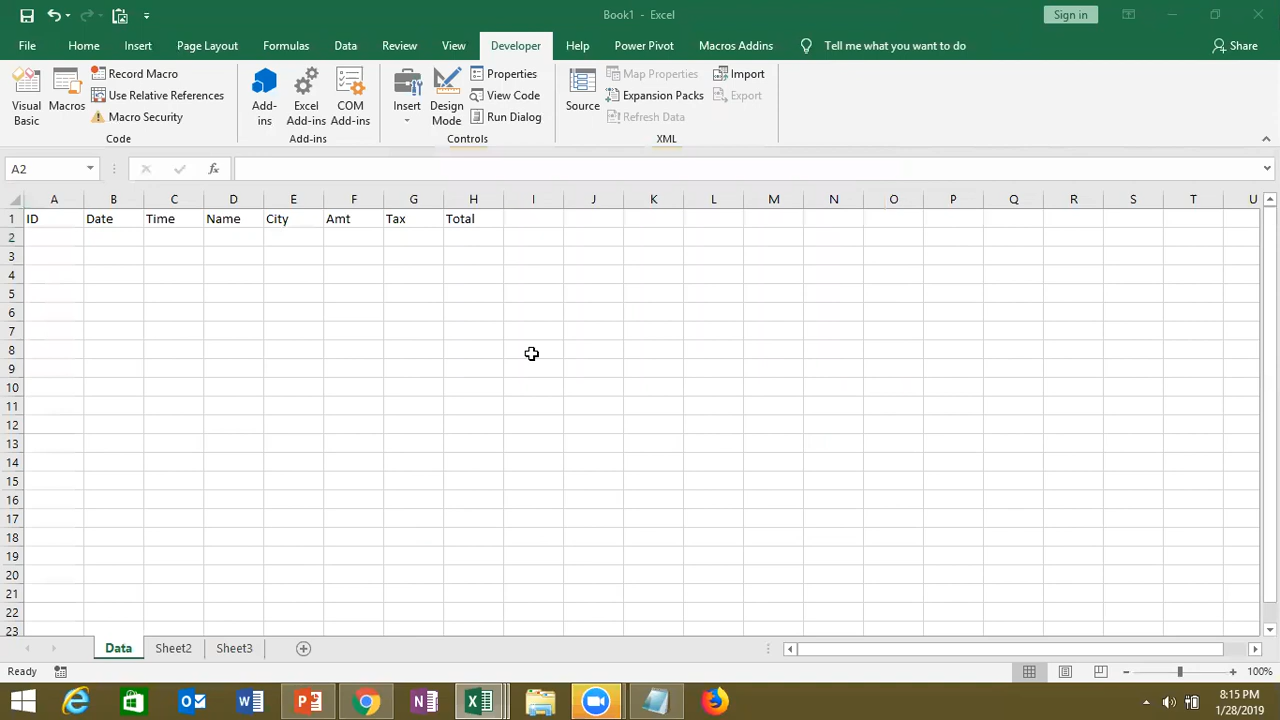 Book1 - Excel
Sign in
File Home Insert Page Layout Formulas Data Review View Developer Help Power Pivot Macros Addins Tell me what you want to do Share
Visual Basic
Macros
Record Macro
Use Relative References
Macro Security
Code
Add-ins
Excel Add-ins
COM Add-ins
Add-ins
Insert
Design Mode
Properties
View Code
Run Dialog
Controls
Source
Map Properties
Expansion Packs
Refresh Data
Import
Export
XML
A2 fx
A B C D E F G H I J K L M N O P Q R S T U
1 ID Date Time Name City Amt Tax Total
2
3
4
5
6
7
8
9
10
11
12
13
14
15
16
17
18
19
20
21
22
23
Data Sheet2 Sheet3
Ready 100%
8:15 PM
1/28/2019